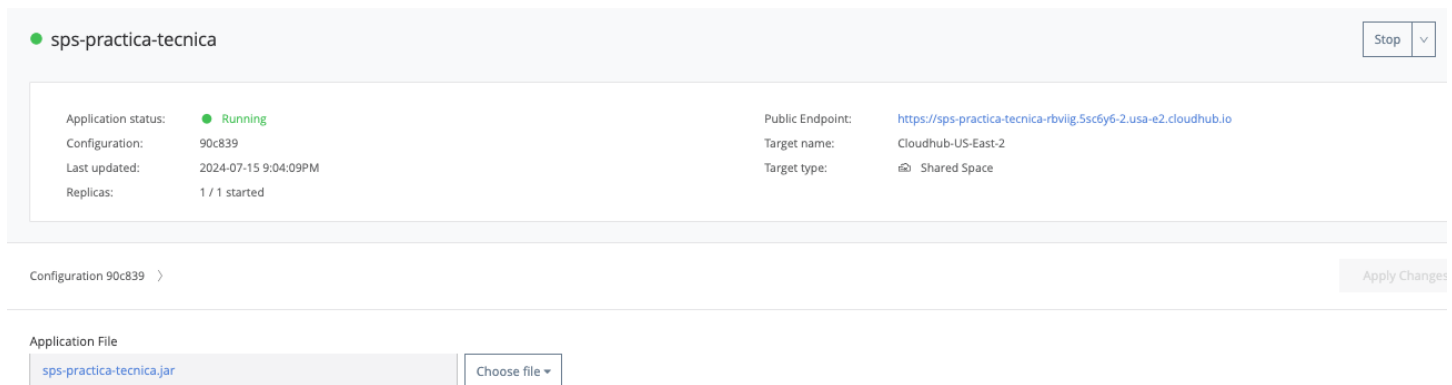 sps-practica-tecnica
Stop
Application status: Running
Public Endpoint: https://sps-practica-tecnica-rbviig.5sc6y6-2.usa-e2.cloudhub.io
Configuration: 90c839
Target name: Cloudhub-US-East-2
Last updated: 2024-07-15 9:04:09PM
Target type: Shared Space
Replicas: 1 / 1 started
Configuration 90c839
Apply Changes
Application File
sps-practica-tecnica.jar
Choose file